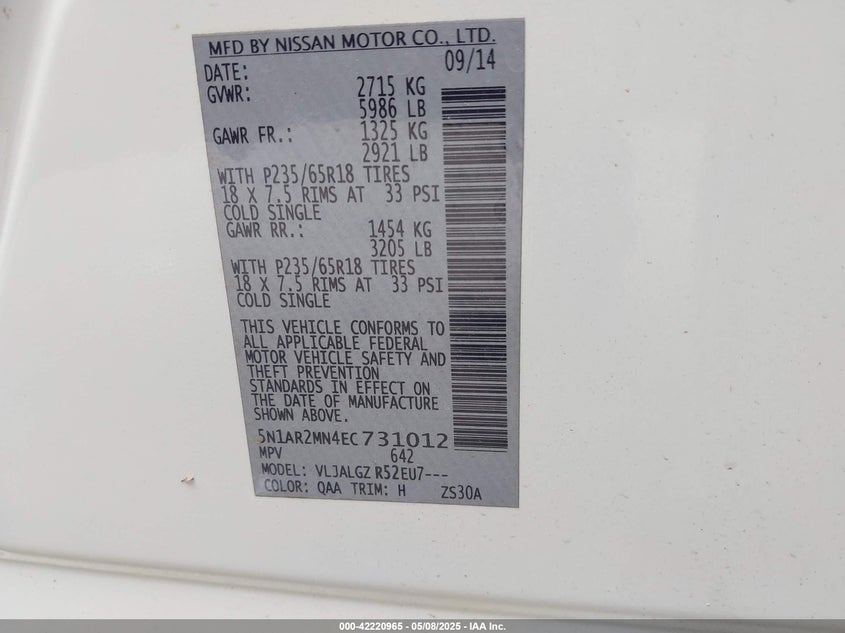 MFD BY NISSAN MOTOR CO., LTD.
DATE: 09/14
GVWR: 2715 KG
5986 LB
GAWR FR.: 1325 KG
2921 LB
WITH P235/65R18 TIRES
18 X 7.5 RIMS AT 33 PSI
COLD SINGLE
GAWR RR.: 1454 KG
3205 LB
WITH P235/65R18 TIRES
18 X 7.5 RIMS AT 33 PSI
COLD SINGLE
THIS VEHICLE CONFORMS TO
ALL APPLICABLE FEDERAL
MOTOR VEHICLE SAFETY AND
THEFT PREVENTION
STANDARDS IN EFFECT ON
THE DATE OF MANUFACTURE
SHOWN ABOVE.
5N1AR2MN4EC731012
MPV 642
MODEL: VLJALGZ R52EU7---
COLOR: QAA TRIM: H ZS30A
000-42220965 - 05/08/2025 - IAA Inc.